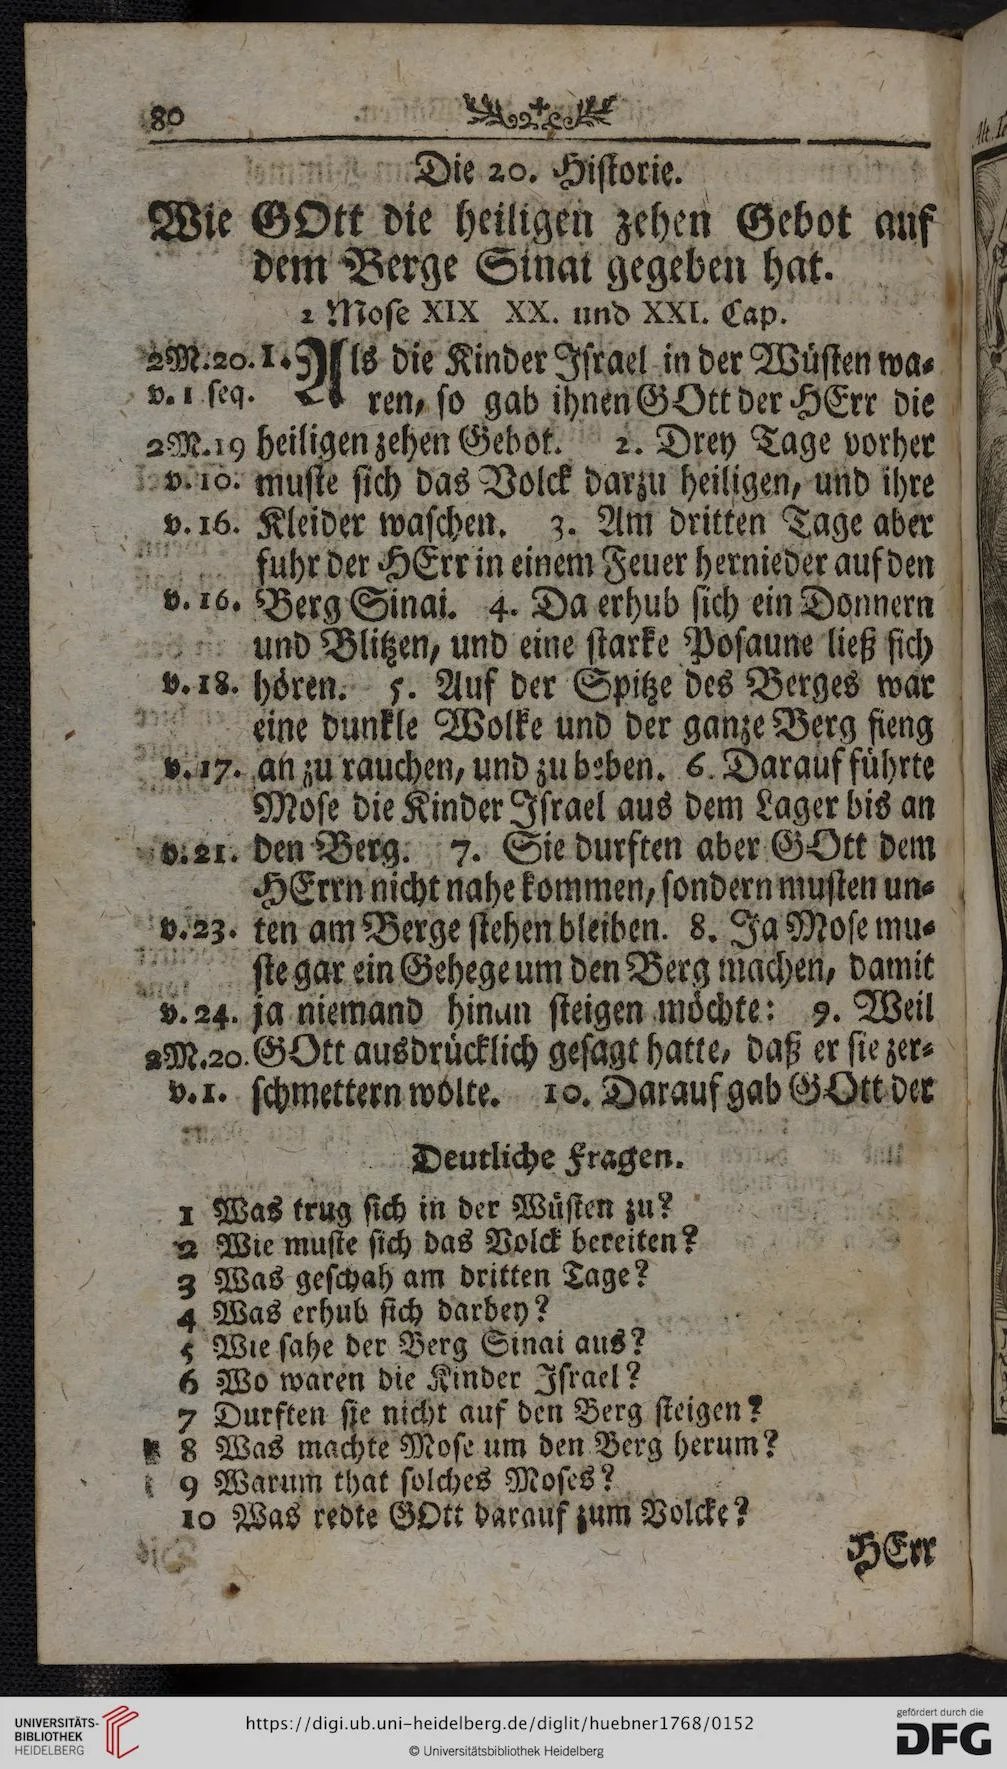 80
Die 20. Historie.
Wie GOtt die heiligen zehen Gebot auf
dem Berge Sinai gegeben hat.
2 Mose XIX XX. und XXI. Cap.
2M.20. 1. Als die Kinder Israel in der Wüsten wa-
v. 1 seq. ren, so gab ihnen GOtt der HErr die
2M.19 heiligen zehen Gebot. 2. Drey Tage vorher
v. 10. muste sich das Volck darzu heiligen, und ihre
v. 16. Kleider waschen. 3. Am dritten Tage aber
fuhr der HErr in einem Feuer hernieder auf den
v. 16. Berg Sinai. 4. Da erhub sich ein Donnern
und Blitzen, und eine starke Posaune ließ sich
v. 18. hören. 5. Auf der Spitze des Berges war
eine dunkle Wolke und der ganze Berg fieng
v. 17. an zu rauchen, und zu beben. 6. Darauf führte
Mose die Kinder Israel aus dem Lager bis an
v. 21. den Berg. 7. Sie durften aber GOtt dem
HErrn nicht nahe kommen, sondern musten un-
v. 23. ten am Berge stehen bleiben. 8. Ja Mose mu-
ste gar ein Gehege um den Berg machen, damit
v. 24. ja niemand hinan steigen möchte: 9. Weil
2M.20. GOtt ausdrücklich gesagt hatte, daß er sie zer-
v. 1. schmettern wolte. 10. Darauf gab GOtt der
Deutliche Fragen.
1 Was trug sich in der Wüsten zu?
2 Wie muste sich das Volck bereiten?
3 Was geschah am dritten Tage?
4 Was erhub sich darbey?
5 Wie sahe der Berg Sinai aus?
6 Wo waren die Kinder Israel?
7 Durften sie nicht auf den Berg steigen?
8 Was machte Mose um den Berg herum?
9 Warum that solches Moses?
10 Was redte GOtt darauf zum Volcke?
HErr
UNIVERSITÄTS-
BIBLIOTHEK
HEIDELBERG
https://digi.ub.uni-heidelberg.de/diglit/huebner1768/0152
© Universitätsbibliothek Heidelberg
gefördert durch die
DFG